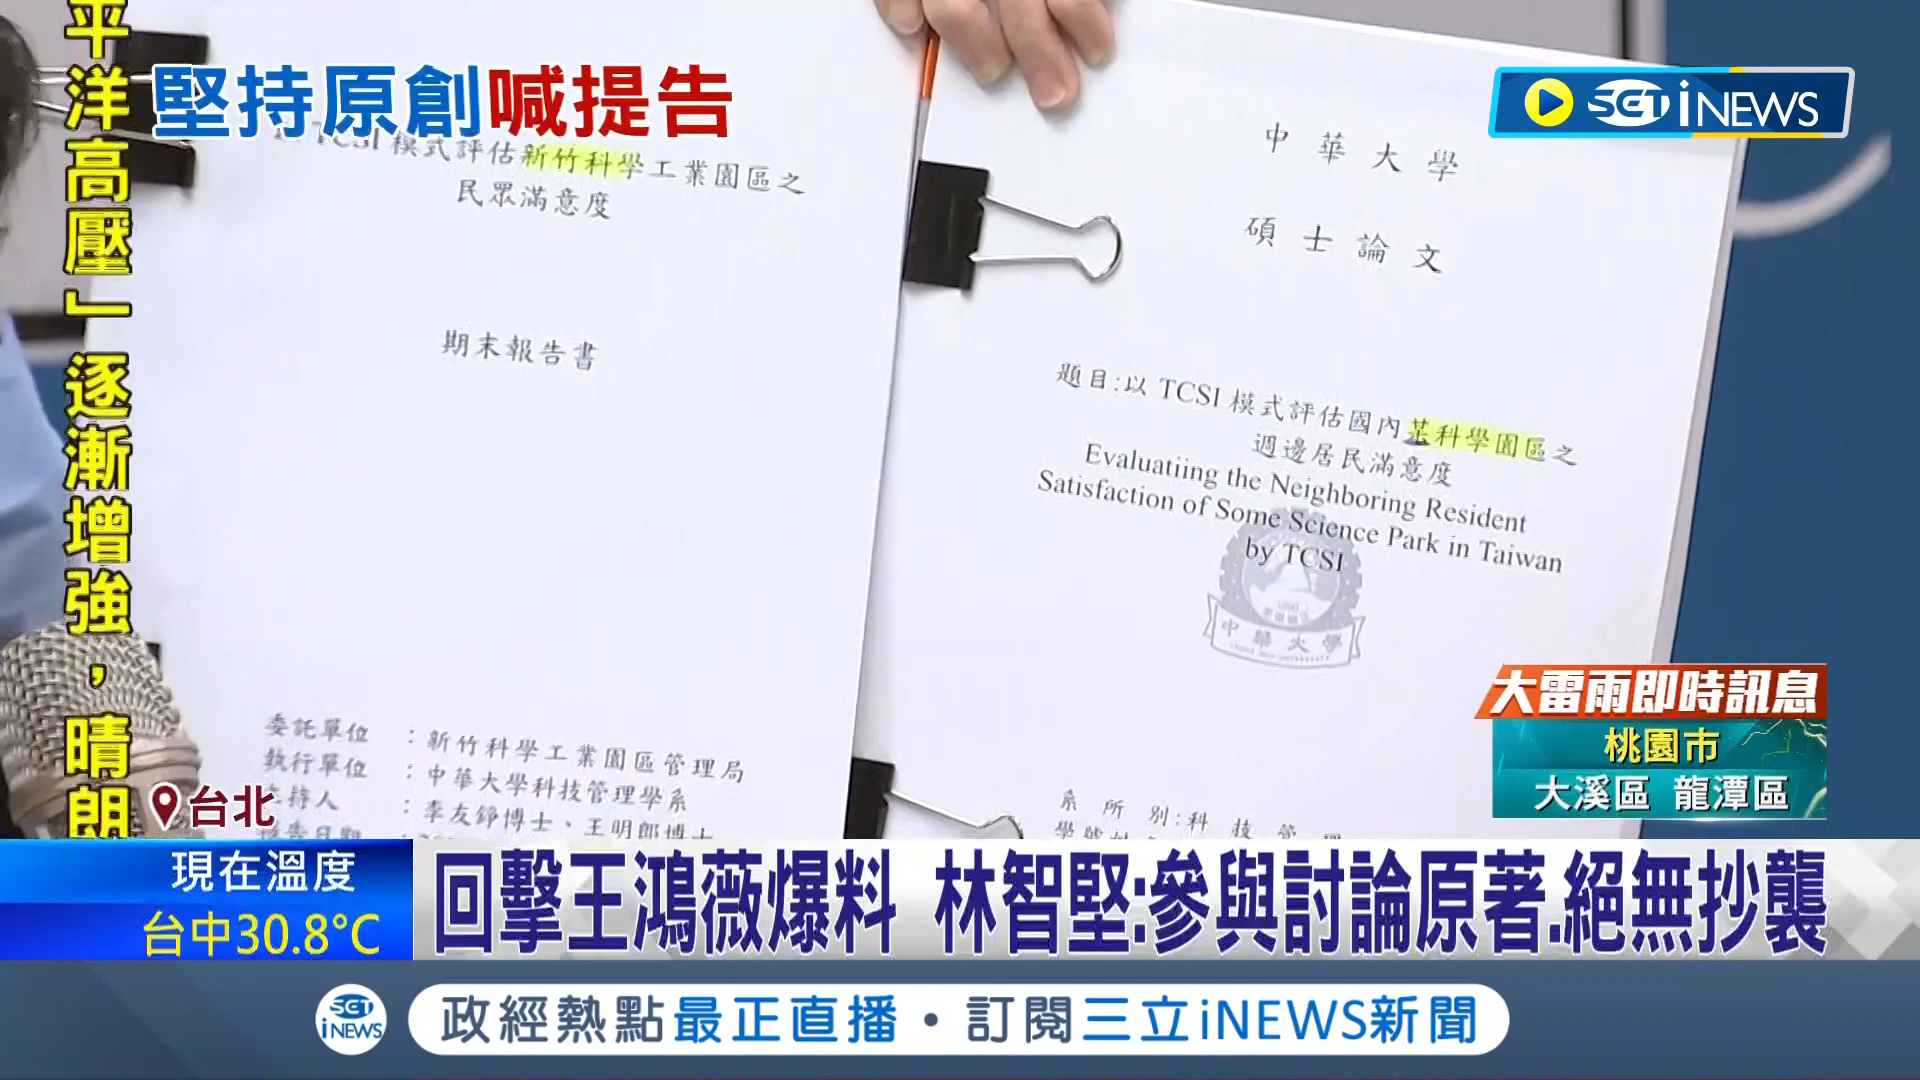 平洋高壓」逐漸增強，晴朗
堅持原創喊提告
SET iNEWS
TCSI 模式評估新竹科學工業園區之
民眾滿意度
期末報告書
委託單位：新竹科學工業園區管理局
執行單位：中華大學科技管理學系
主持人：李友錚博士、王明郎博士
中華大學
碩士論文
題目:以 TCSI 模式評估國內某科學園區之
週邊居民滿意度
Evaluatiing the Neighboring Resident
Satisfaction of Some Science Park in Taiwan
by TCSI
中華大學
系所別:科技管理
大雷雨即時訊息
桃園市
大溪區 龍潭區
台北
現在溫度
台中30.8°C
回擊王鴻薇爆料 林智堅:參與討論原著.絕無抄襲
SET iNEWS
政經熱點最正直播・訂閱三立iNEWS新聞